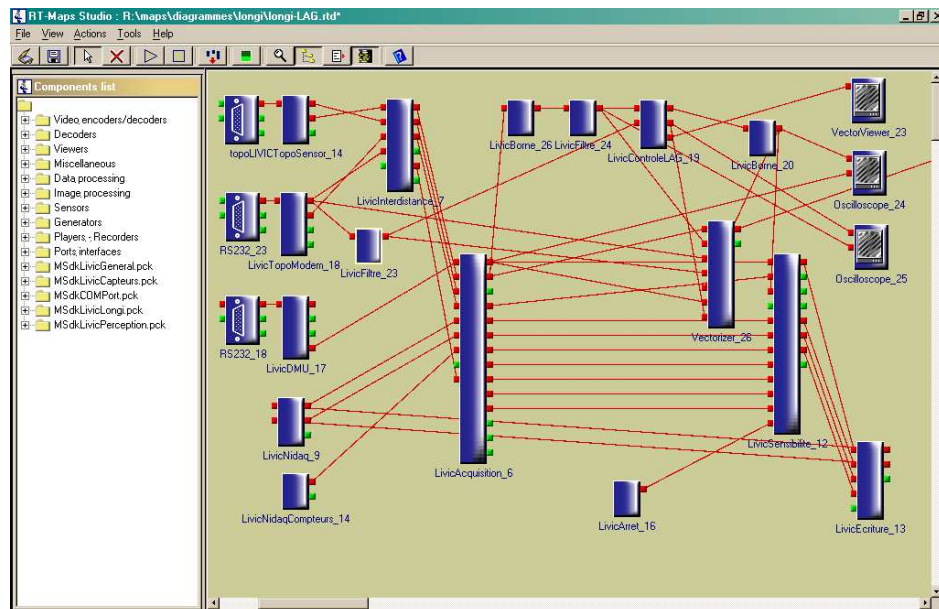 RT-Maps Studio : R:\maps\diagrammes\longi\longi-LAG.rtd*
File View Actions Tools Help
Components list
Video encoders/decoders
Decoders
Viewers
Miscellaneous
Data processing
Image processing
Sensors
Generators
Players - Recorders
Ports interfaces
MSdkLivicGeneral.pck
MSdkLivicCapteurs.pck
MSdkCOMPort.pck
MSdkLivicLongi.pck
MSdkLivicPerception.pck
topoLIVICTopoSensor_14
LivicInterdistance_7
LivicBorne_26
LivicFiltre_24
LivicControleLAG_19
LivicBorne_20
VectorViewer_23
Oscilloscope_24
RS232_23
LivicTopoModem_18
LivicFiltre_23
Oscilloscope_25
RS232_18
LivicDMU_17
Vectorizer_26
LivicNidaq_9
LivicAcquisition_6
LivicSensibilite_12
LivicNidaqCompteurs_14
LivicArret_16
LivicEcriture_13